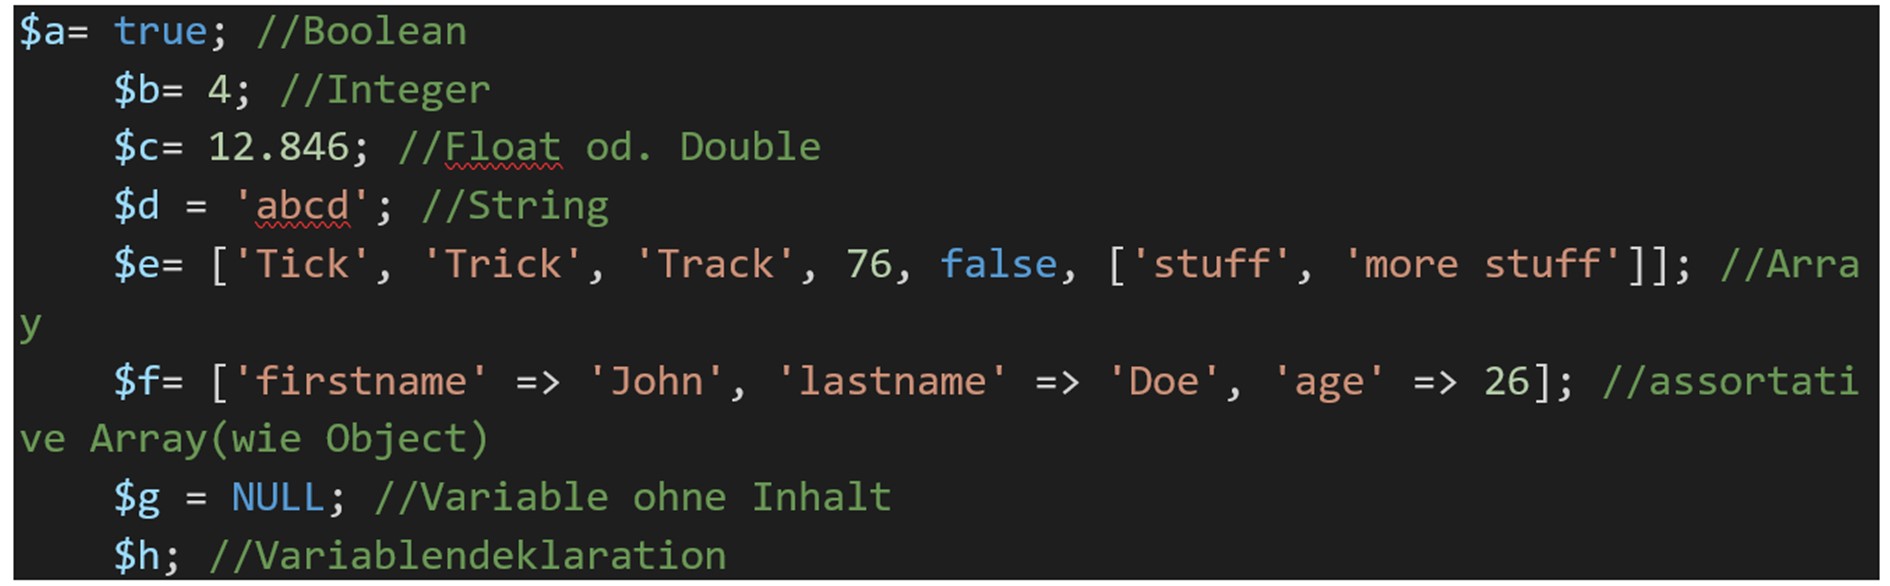 $a= true; //Boolean
$b= 4; //Integer
$c= 12.846; //Float od. Double
$d = 'abcd'; //String
$e= ['Tick', 'Trick', 'Track', 76, false, ['stuff', 'more stuff']]; //Arra
y
$f= ['firstname' => 'John', 'lastname' => 'Doe', 'age' => 26]; //assortati
ve Array(wie Object)
$g = NULL; //Variable ohne Inhalt
$h; //Variablendeklaration